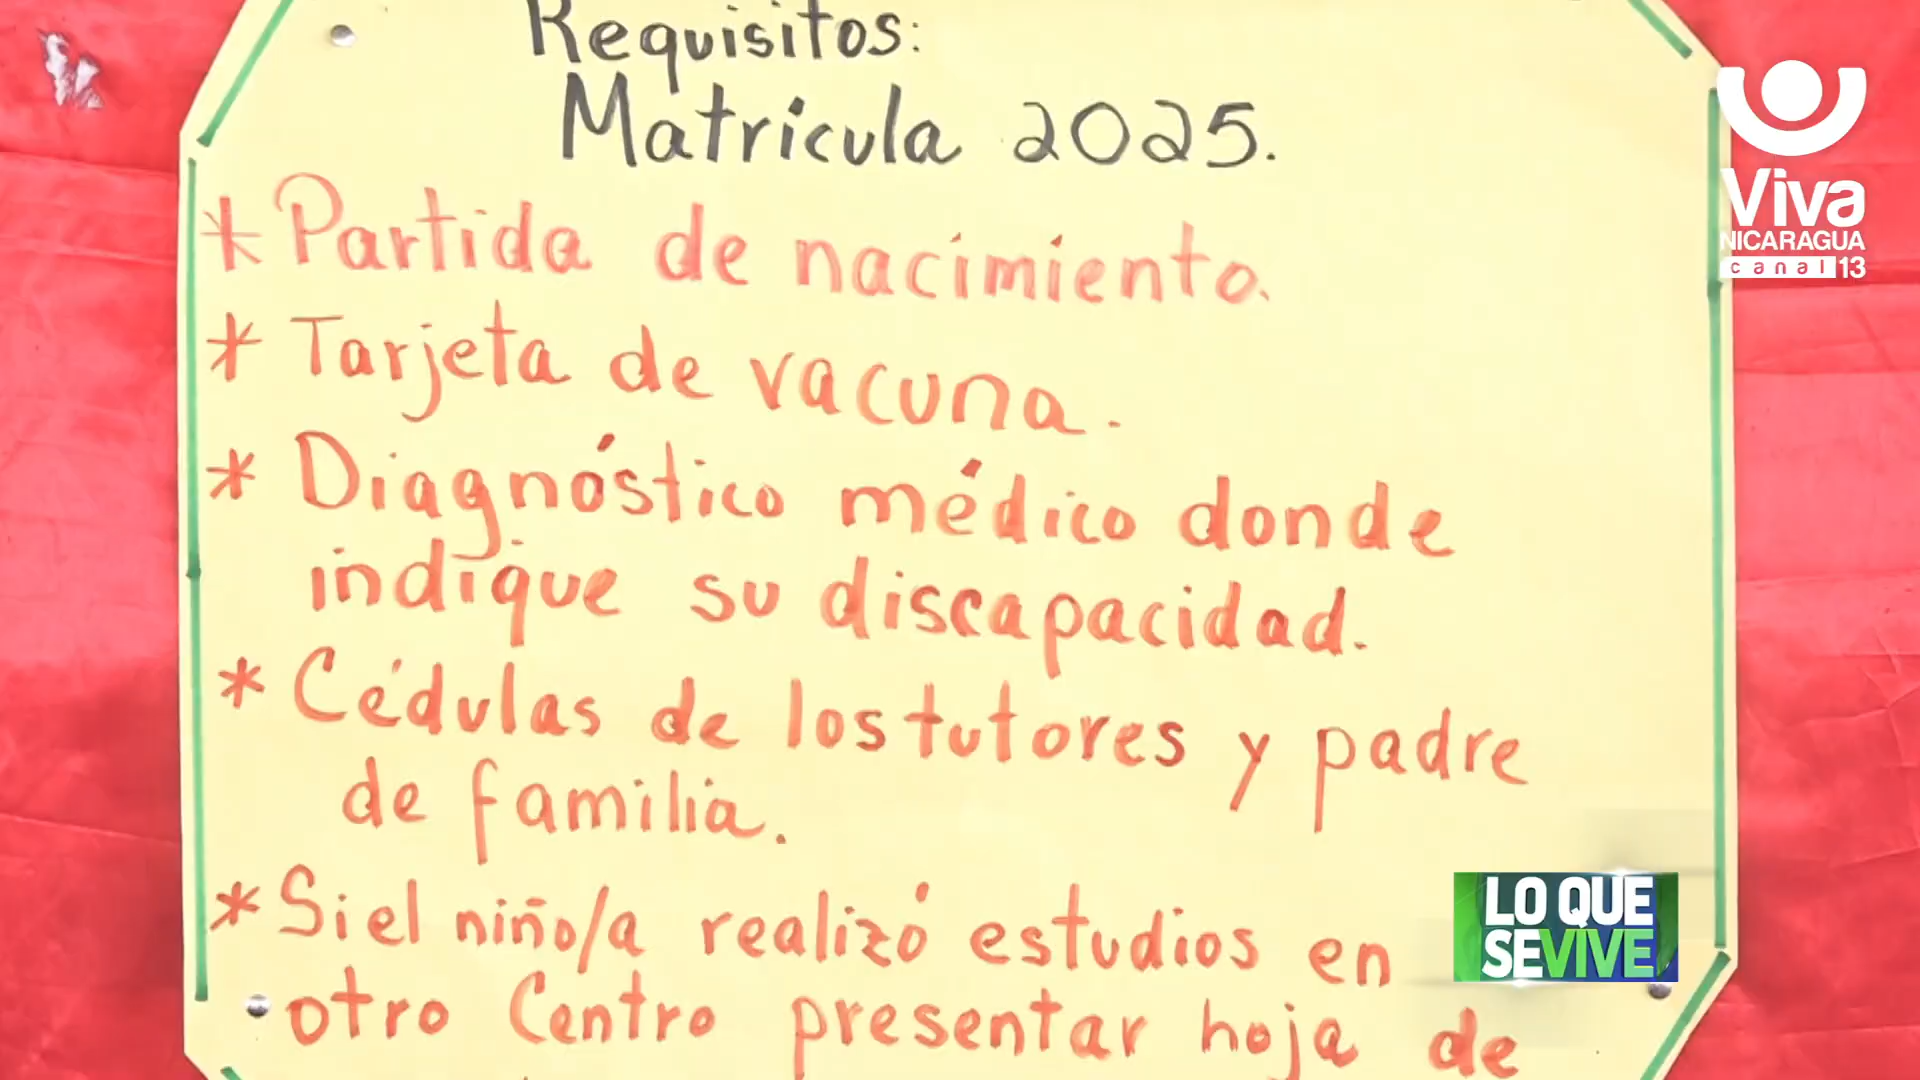 Requisitos:
Matrícula 2025.
* Partida de nacimiento.
* Tarjeta de vacuna.
* Diagnóstico médico donde
indique su discapacidad.
* Cédulas de los tutores y padre
de familia.
* Si el niño/a realizó estudios en
otro Centro presentar hoja de
Viva
NICARAGUA
canal 13
LO QUE
SE VIVE